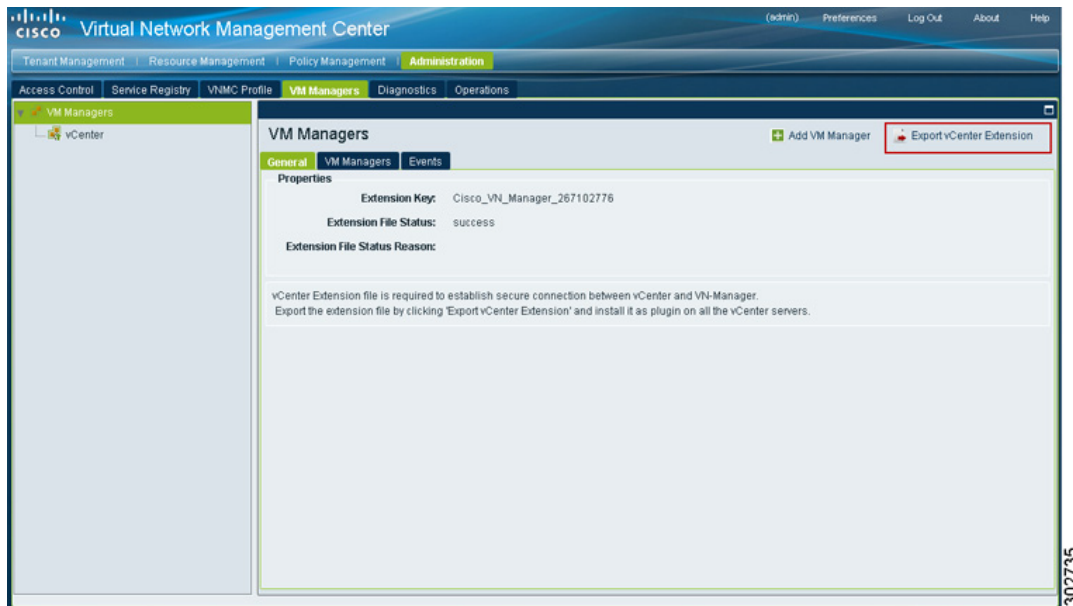 cisco Virtual Network Management Center
(admin) Preferences Log Out About Help
Tenant Management | Resource Management | Policy Management | Administration
Access Control Service Registry VNMC Profile VM Managers Diagnostics Operations
VM Managers
vCenter
VM Managers
Add VM Manager Export vCenter Extension
General VM Managers Events
Properties
Extension Key: Cisco_VN_Manager_267102776
Extension File Status: success
Extension File Status Reason:
vCenter Extension file is required to establish secure connection between vCenter and VN-Manager.
Export the extension file by clicking 'Export vCenter Extension' and install it as plugin on all the vCenter servers.
302735